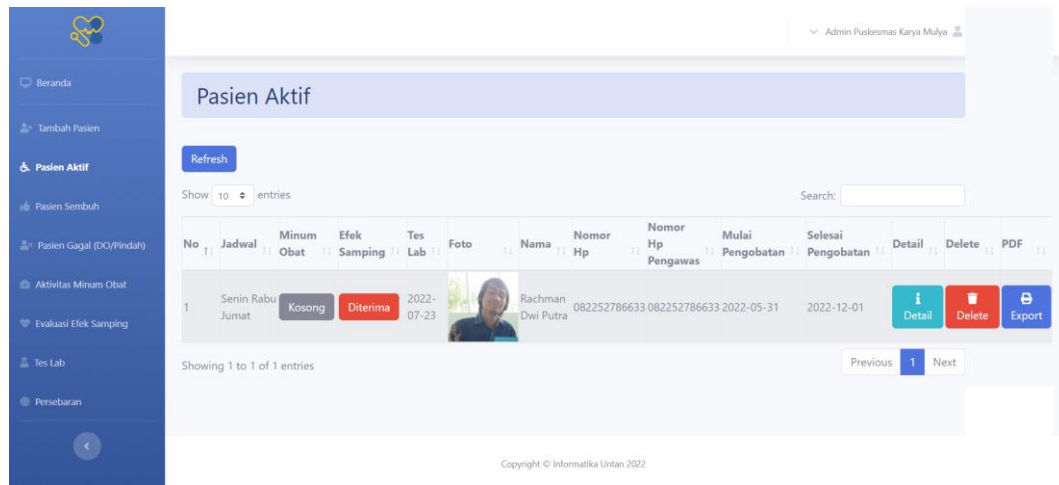 Admin Puskesmas Karya Mulya
Beranda
Tambah Pasien
Pasien Aktif
Pasien Sembuh
Pasien Gagal (DO/Pindah)
Aktivitas Minum Obat
Evaluasi Efek Samping
Tes Lab
Persebaran
Pasien Aktif
Refresh
Show 10 entries
Search:
No Jadwal Minum Obat Efek Samping Tes Lab Foto Nama Nomor Hp Nomor Hp Pengawas Mulai Pengobatan Selesai Pengobatan Detail Delete PDF
1 Senin Rabu Jumat Kosong Diterima 2022-07-23 Rachman Dwi Putra 082252786633 082252786633 2022-05-31 2022-12-01 Detail Delete Export
Showing 1 to 1 of 1 entries
Previous 1 Next
Copyright © Informatika Untan 2022